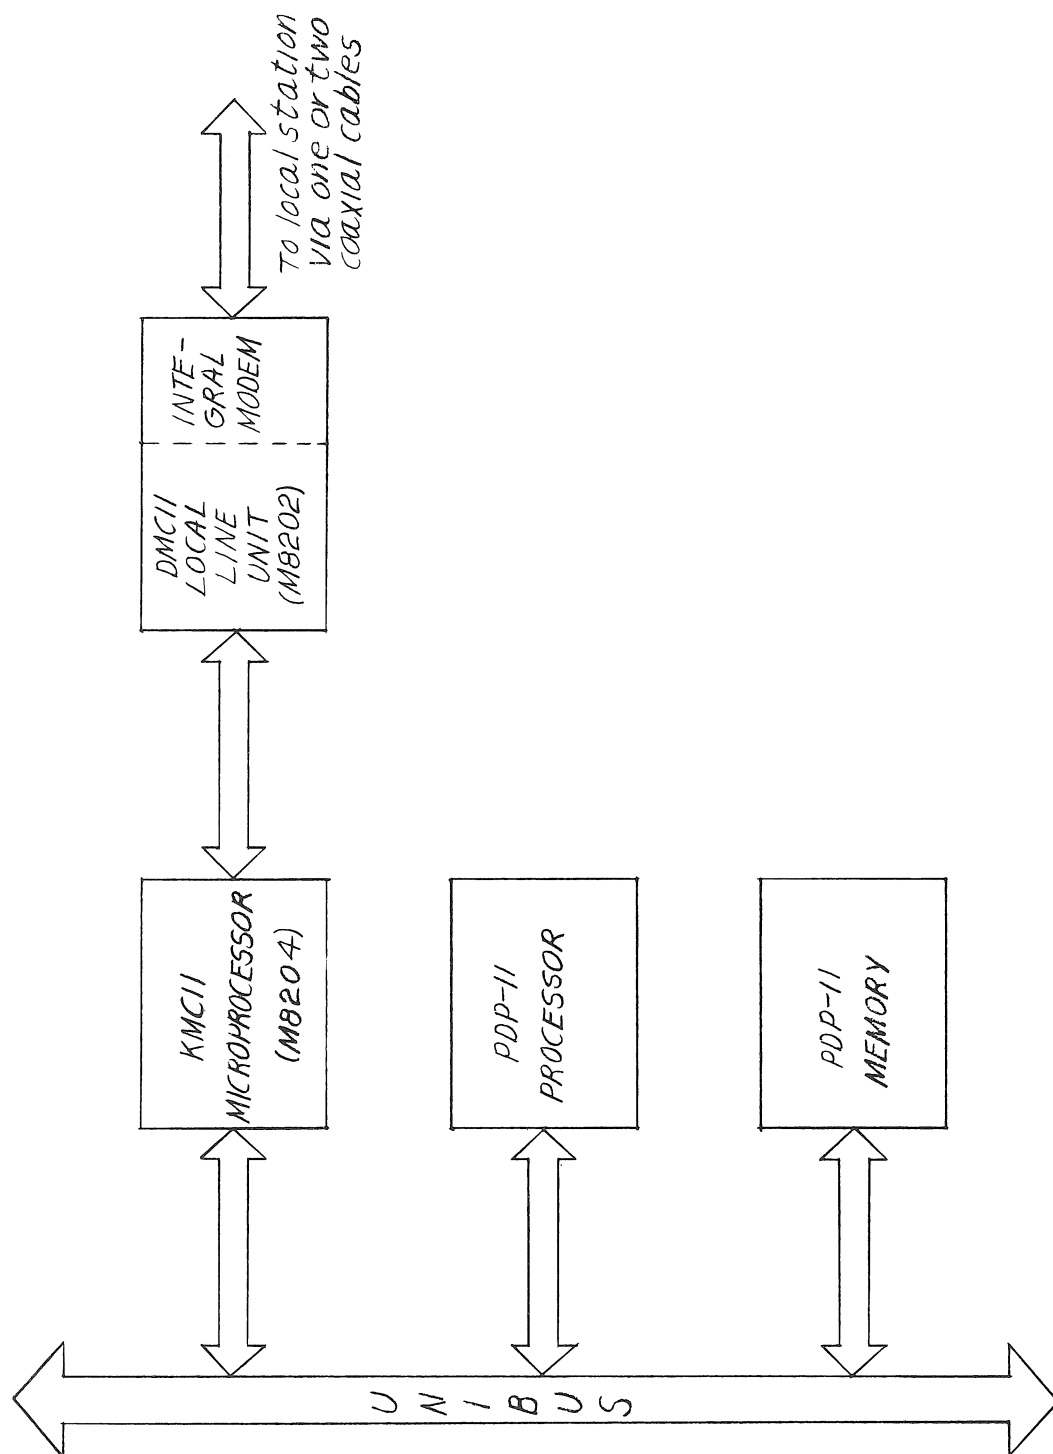 UNIBUS
KMC11
MICROPROCESSOR
(M8204)
DMC11
LOCAL
LINE
UNIT
(M8202)
INTE-
GRAL
MODEM
To local station
via one or two
coaxial cables
PDP-11
PROCESSOR
PDP-11
MEMORY